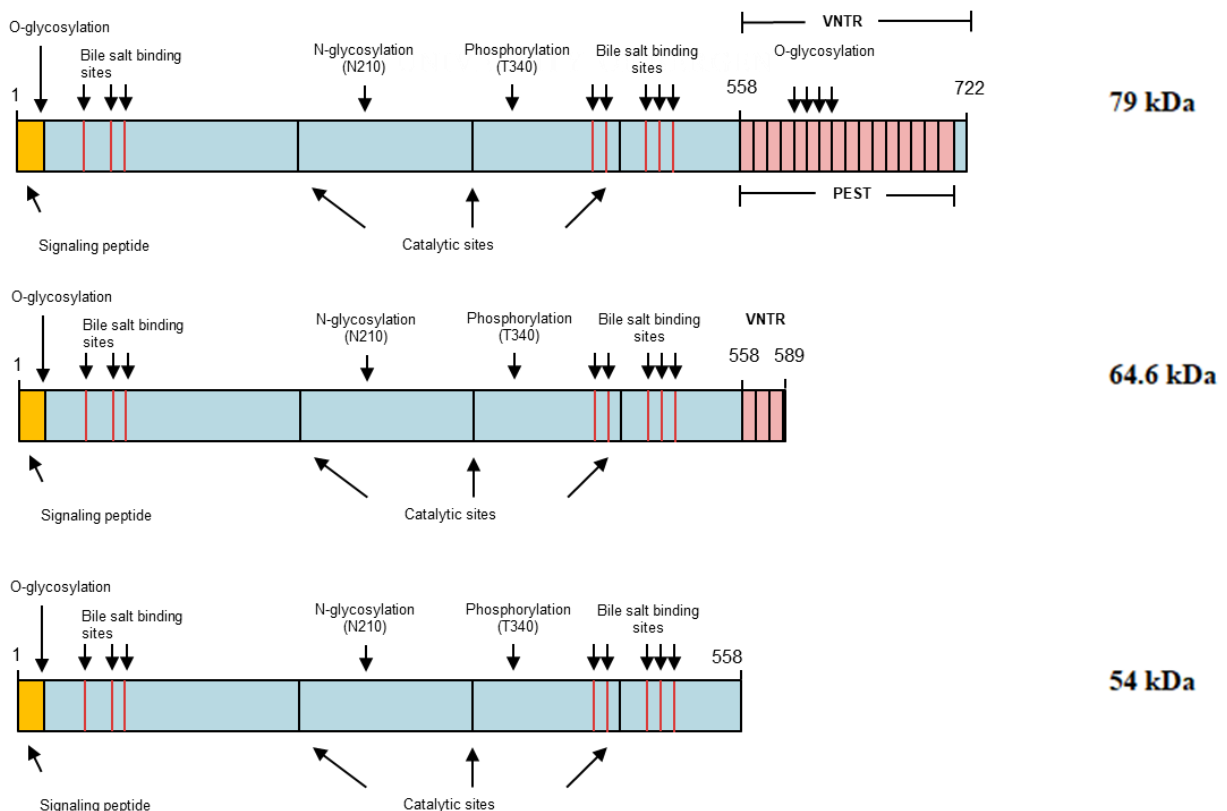 VNTR
O-glycosylation
Bile salt binding
sites
N-glycosylation
(N210)
Phosphorylation
(T340)
Bile salt binding
sites
O-glycosylation
1
558
722
79 kDa
PEST
Signaling peptide
Catalytic sites
O-glycosylation
Bile salt binding
sites
N-glycosylation
(N210)
Phosphorylation
(T340)
Bile salt binding
sites
VNTR
1
558
589
64.6 kDa
Signaling peptide
Catalytic sites
O-glycosylation
Bile salt binding
sites
N-glycosylation
(N210)
Phosphorylation
(T340)
Bile salt binding
sites
1
558
54 kDa
Signaling peptide
Catalytic sites